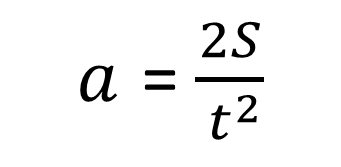 a = 2S / t²